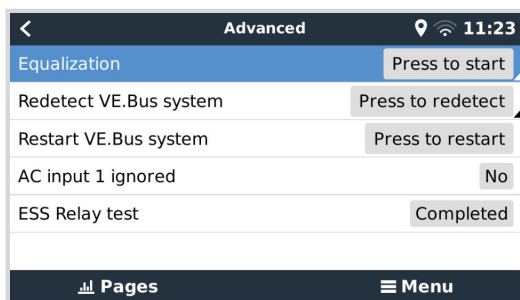 Advanced 11:23
Equalization Press to start
Redetect VE.Bus system Press to redetect
Restart VE.Bus system Press to restart
AC input 1 ignored No
ESS Relay test Completed
Pages Menu